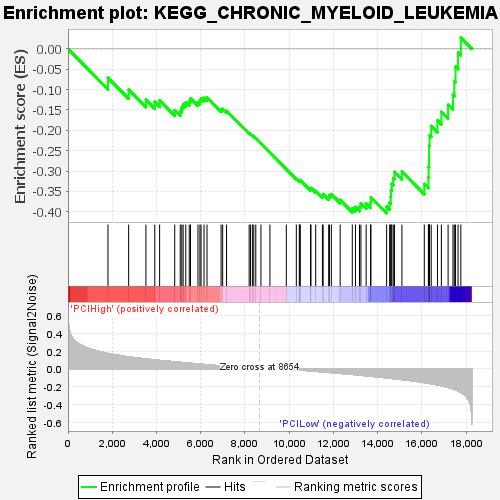 Enrichment plot: KEGG_CHRONIC_MYELOID_LEUKEMIA
Enrichment score (ES)
0.00
-0.05
-0.10
-0.15
-0.20
-0.25
-0.30
-0.35
-0.40
Ranked list metric (Signal2Noise)
'PCIHigh' (positively correlated)
0.6
0.4
0.2
0.0
-0.2
-0.4
-0.6
Zero cross at 8654
'PCILow' (negatively correlated)
0 2,000 4,000 6,000 8,000 10,000 12,000 14,000 16,000 18,000
Rank in Ordered Dataset
Enrichment profile Hits Ranking metric scores